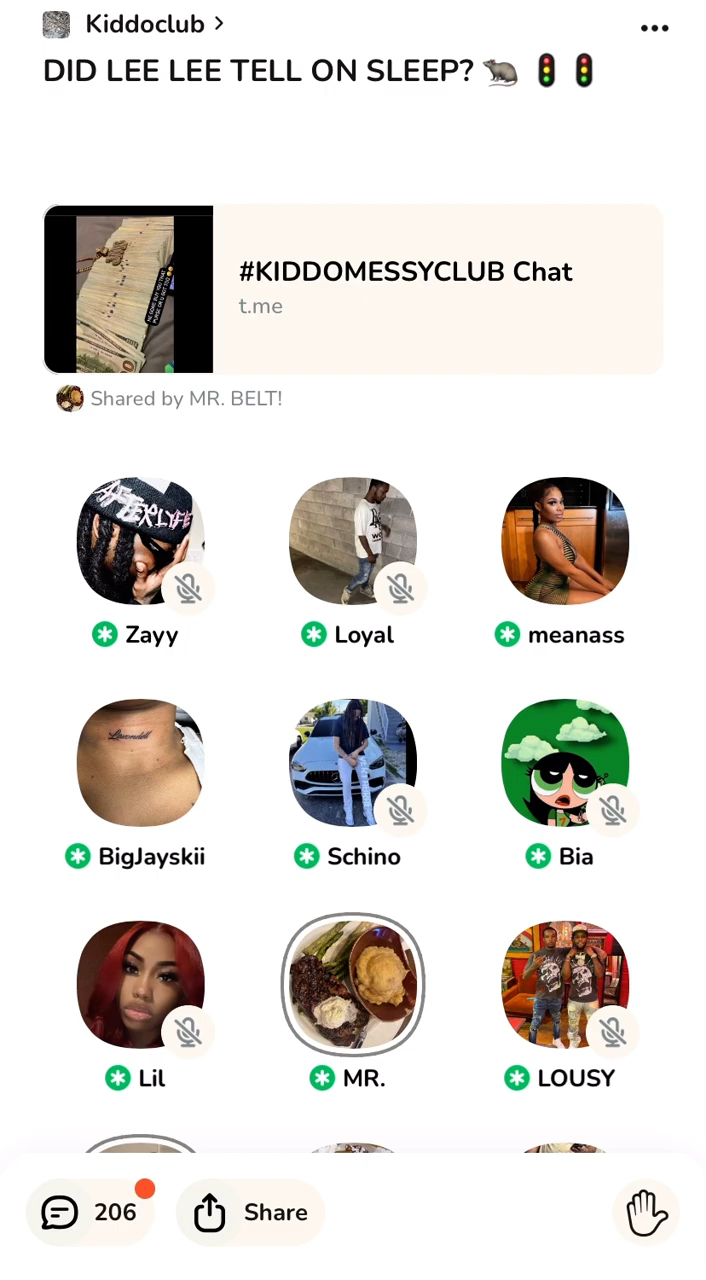 Kiddoclub >
DID LEE LEE TELL ON SLEEP? 🐀 🚦 🚦
#KIDDOMESSYCLUB Chat
t.me
Shared by MR. BELT!
AFTERLYFE
Zayy
Loyal
meanass
BigJayskii
Schino
Bia
Lil
MR.
LOUSY
206
Share